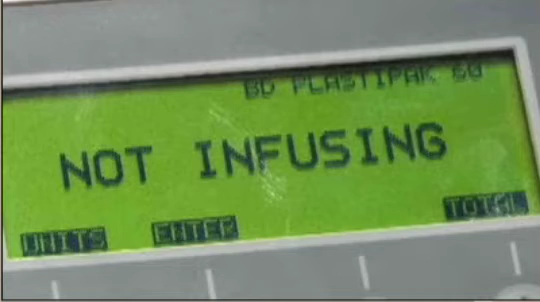 BD PLASTIPAK 60
NOT INFUSING
UNITS ENTER TOTAL